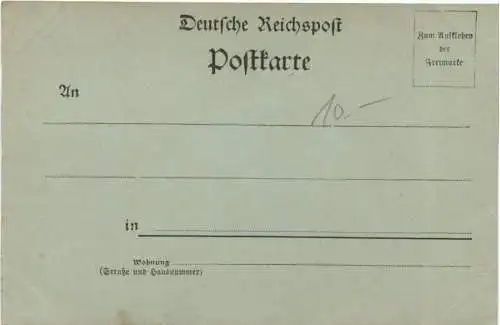 Deutsche Reichspost
Postkarte
Zum Aufkleben
der
Freimarke
An
10.—
in
Wohnung
(Straße und Hausnummer)